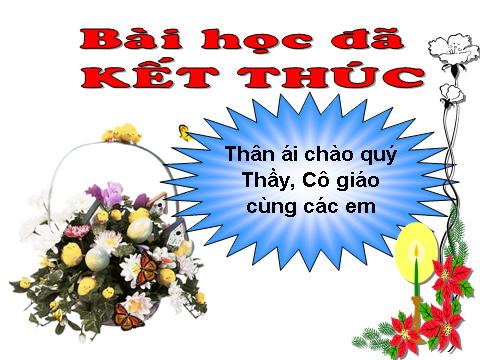 Bài học đã
KẾT THÚC
Thân ái chào quý
Thầy, Cô giáo
cùng các em